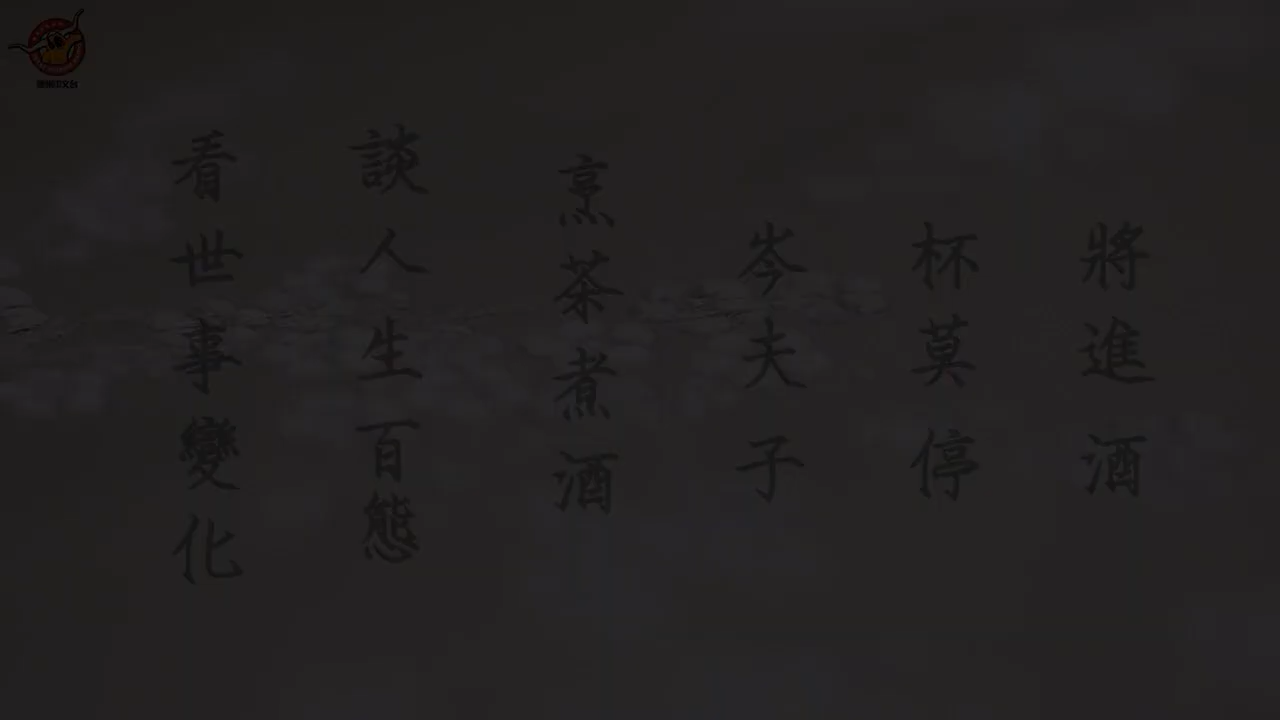 將進酒
杯莫停
岑夫子
烹茶煮酒
談人生百態
看世事變化